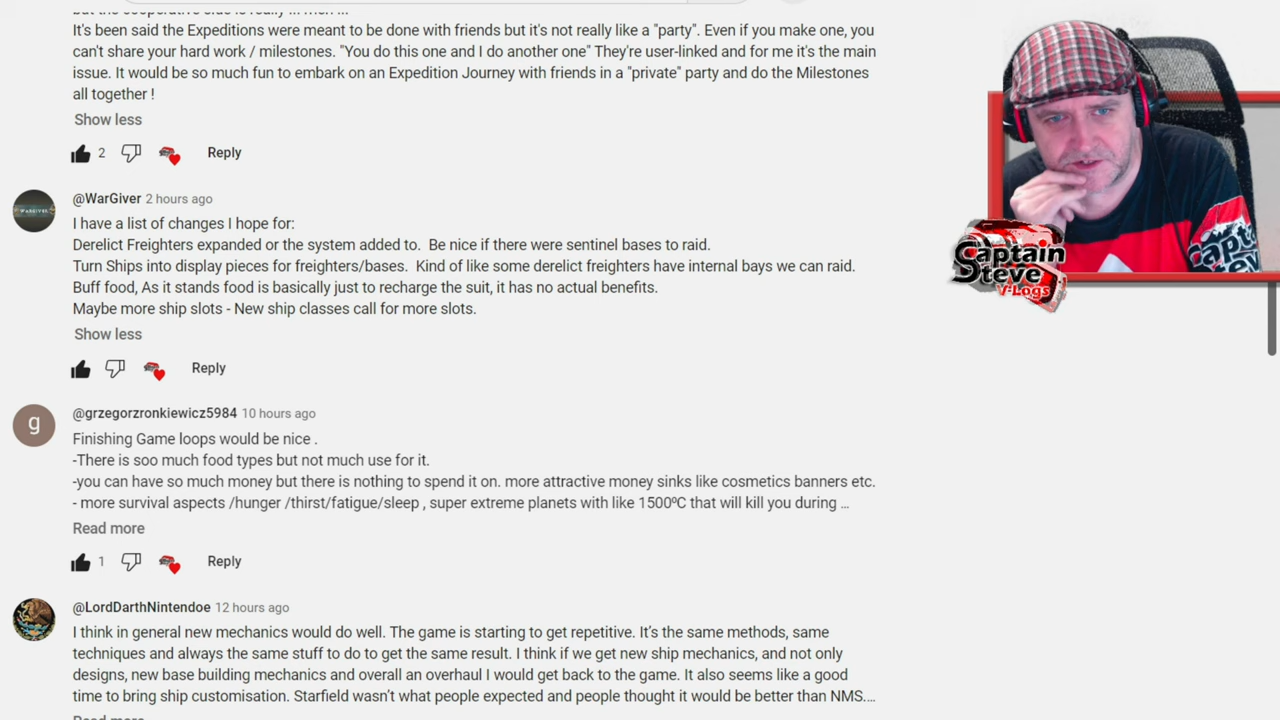 It's been said the Expeditions were meant to be done with friends but it's not really like a "party". Even if you make one, you
can't share your hard work / milestones. "You do this one and I do another one" They're user-linked and for me it's the main
issue. It would be so much fun to embark on an Expedition Journey with friends in a "private" party and do the Milestones
all together !
Show less
2
Reply
@WarGiver 2 hours ago
I have a list of changes I hope for:
Derelict Freighters expanded or the system added to.  Be nice if there were sentinel bases to raid.
Turn Ships into display pieces for freighters/bases.  Kind of like some derelict freighters have internal bays we can raid.
Buff food, As it stands food is basically just to recharge the suit, it has no actual benefits.
Maybe more ship slots - New ship classes call for more slots.
Show less
Reply
g
@grzegorzronkiewicz5984 10 hours ago
Finishing Game loops would be nice .
-There is soo much food types but not much use for it.
-you can have so much money but there is nothing to spend it on. more attractive money sinks like cosmetics banners etc.
- more survival aspects /hunger /thirst/fatigue/sleep , super extreme planets with like 1500ºC that will kill you during ...
Read more
1
Reply
@LordDarthNintendoe 12 hours ago
I think in general new mechanics would do well. The game is starting to get repetitive. It's the same methods, same
techniques and always the same stuff to do to get the same result. I think if we get new ship mechanics, and not only
designs, new base building mechanics and overall an overhaul I would get back to the game. It also seems like a good
time to bring ship customisation. Starfield wasn't what people expected and people thought it would be better than NMS....
Captain
Steve
V-Logs